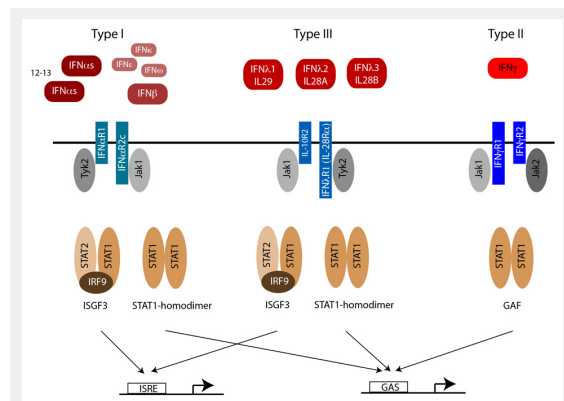 Type I
Type III
Type II
12-13
IFNαs
IFNαs
IFNκ
IFNε
IFNω
IFNβ
IFNλ1
IL29
IFNλ2
IL28A
IFNλ3
IL28B
IFNγ
Tyk2
IFNαR1
IFNαR2c
Jak1
Jak1
IL-10R2
IFNλR1 (IL-28Rα)
Tyk2
Jak1
IFNγR1
IFNγR2
Jak2
STAT2
STAT1
IRF9
STAT1
STAT1
STAT2
STAT1
IRF9
STAT1
STAT1
STAT1
STAT1
ISGF3
STAT1-homodimer
ISGF3
STAT1-homodimer
GAF
ISRE
GAS